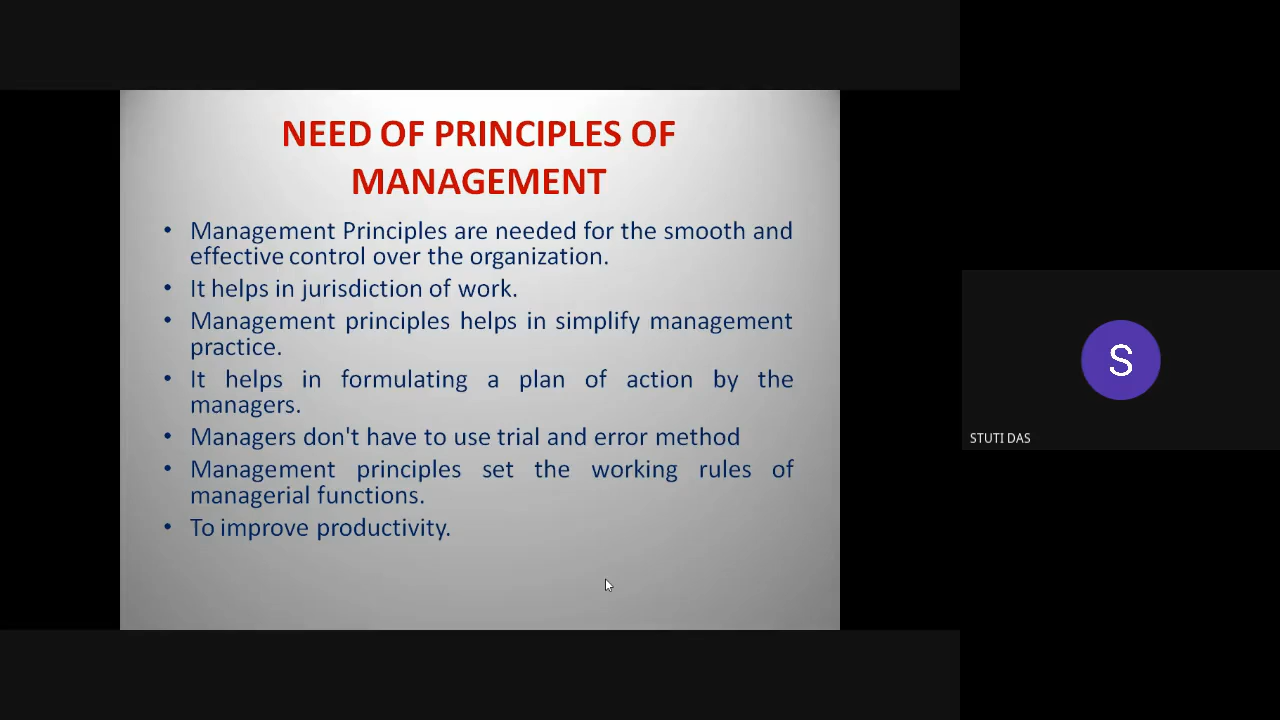 NEED OF PRINCIPLES OF
MANAGEMENT
• Management Principles are needed for the smooth and
effective control over the organization.
• It helps in jurisdiction of work.
• Management principles helps in simplify management
practice.
• It helps in formulating a plan of action by the
managers.
• Managers don't have to use trial and error method
• Management principles set the working rules of
managerial functions.
• To improve productivity.
S
STUTI DAS